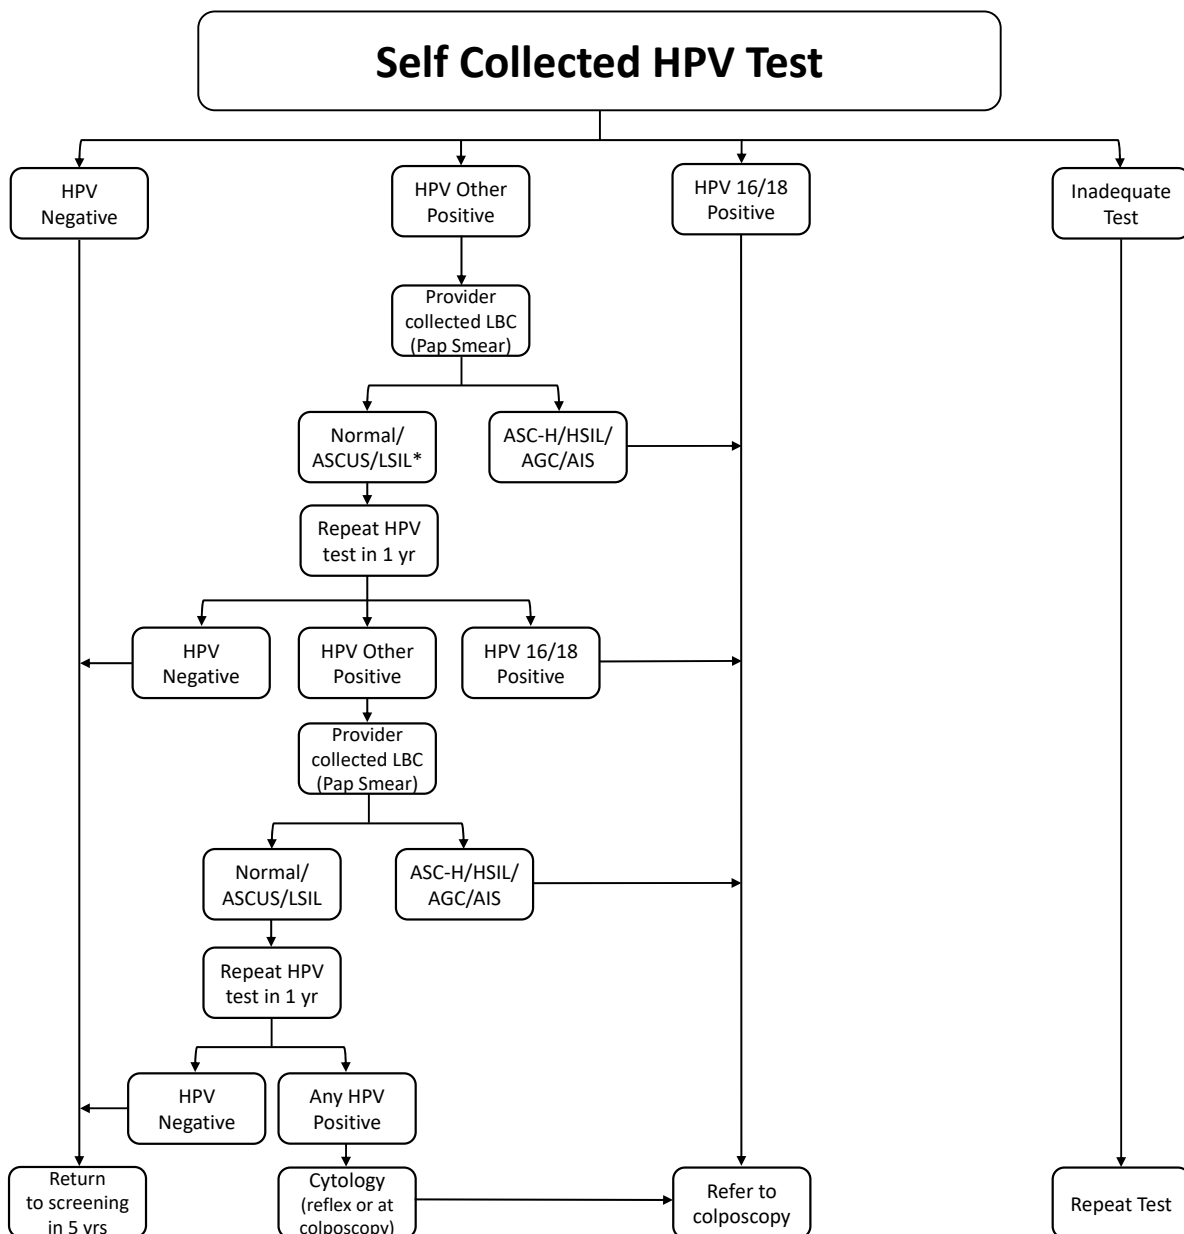 Self Collected HPV Test
HPV
Negative
HPV Other
Positive
HPV 16/18
Positive
Inadequate
Test
Provider
collected LBC
(Pap Smear)
Normal/
ASCUS/LSIL*
ASC-H/HSIL/
AGC/AIS
Repeat HPV
test in 1 yr
HPV
Negative
HPV Other
Positive
HPV 16/18
Positive
Provider
collected LBC
(Pap Smear)
Normal/
ASCUS/LSIL
ASC-H/HSIL/
AGC/AIS
Repeat HPV
test in 1 yr
HPV
Negative
Any HPV
Positive
Return
to screening
in 5 yrs
Cytology
(reflex or at
colposcopy)
Refer to
colposcopy
Repeat Test